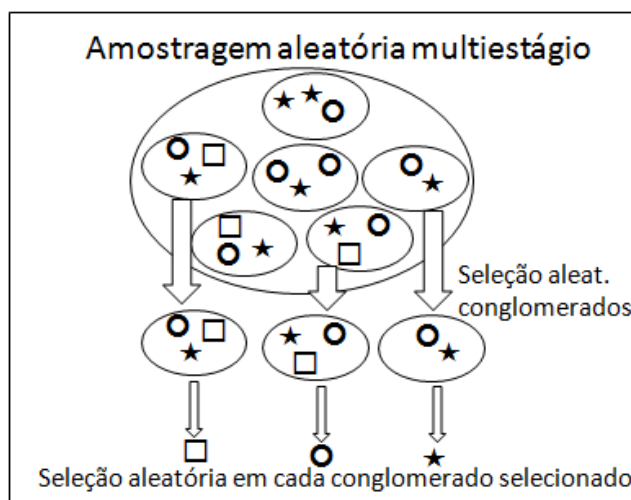 Amostragem aleatória multiestágio
Seleção aleat.
conglomerados
Seleção aleatória em cada conglomerado selecionado